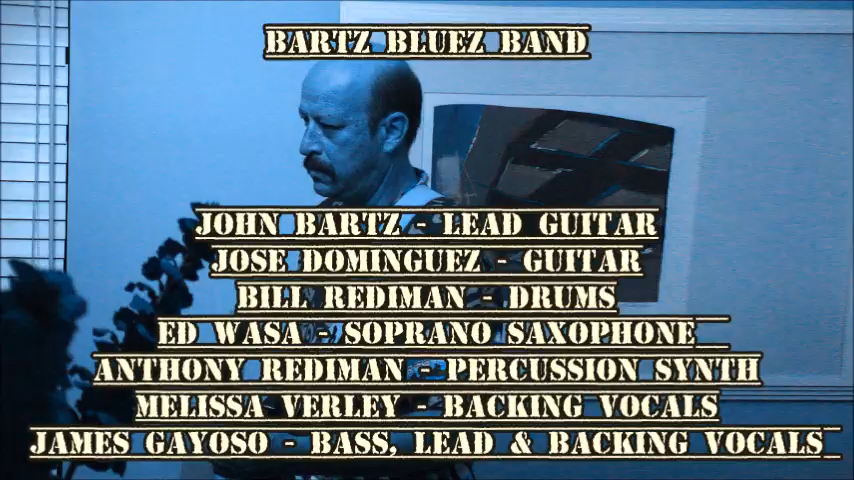 BARTZ BLUEZ BAND
JOHN BARTZ - LEAD GUITAR
JOSE DOMINGUEZ - GUITAR
BILL REDIMAN - DRUMS
ED WASA - SOPRANO SAXOPHONE
ANTHONY REDIMAN - PERCUSSION SYNTH
MELISSA VERLEY - BACKING VOCALS
JAMES GAYOSO - BASS, LEAD & BACKING VOCALS